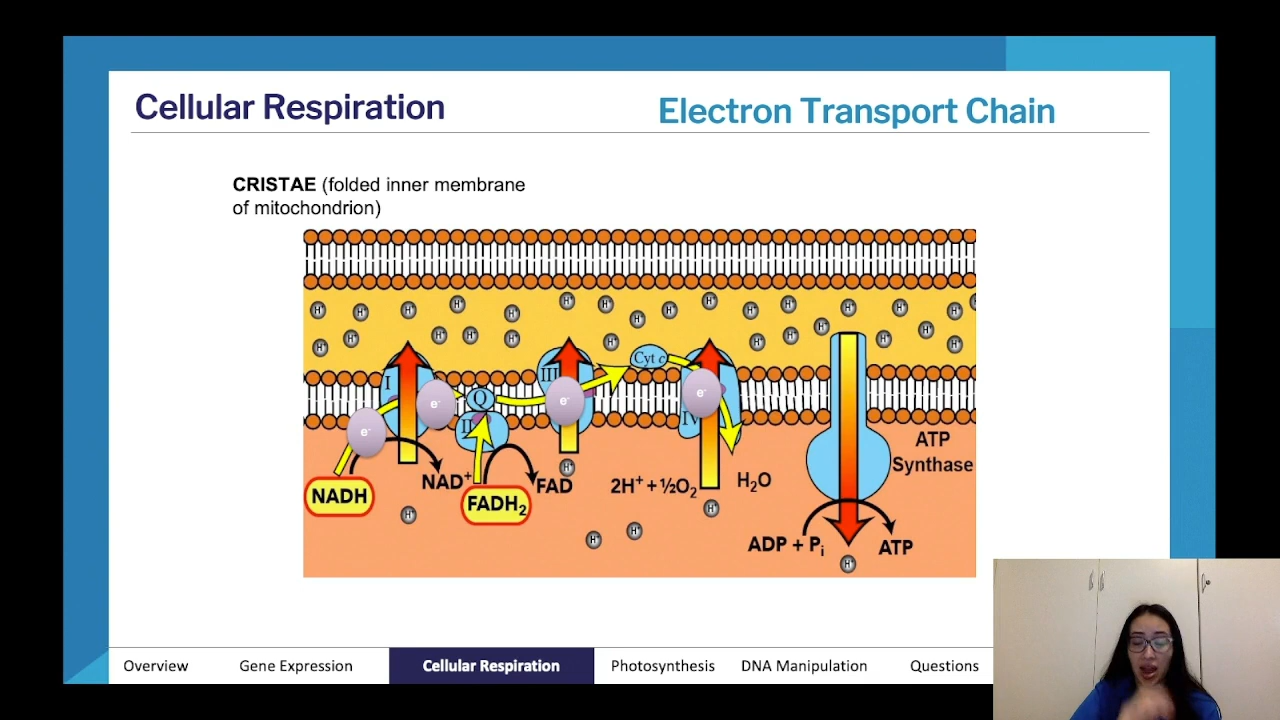 Cellular Respiration
Electron Transport Chain
CRISTAE (folded inner membrane
of mitochondrion)
H⁺ H⁺ H⁺ H⁺ H⁺ H⁺ H⁺ H⁺ H⁺ H⁺ H⁺ H⁺ H⁺ H⁺
H⁺ H⁺ H⁺ H⁺ H⁺ H⁺ H⁺ H⁺ H⁺ H⁺ H⁺ H⁺ H⁺
I
III
Cyt c
e⁻
Q
e⁻
e⁻
e⁻
II
IV
NADH
NAD⁺
FADH₂
FAD
H⁺
2H⁺ + ½O₂
H₂O
ATP
Synthase
H⁺
H⁺
H⁺
H⁺
ADP + Pᵢ
ATP
H⁺
Overview
Gene Expression
Cellular Respiration
Photosynthesis
DNA Manipulation
Questions